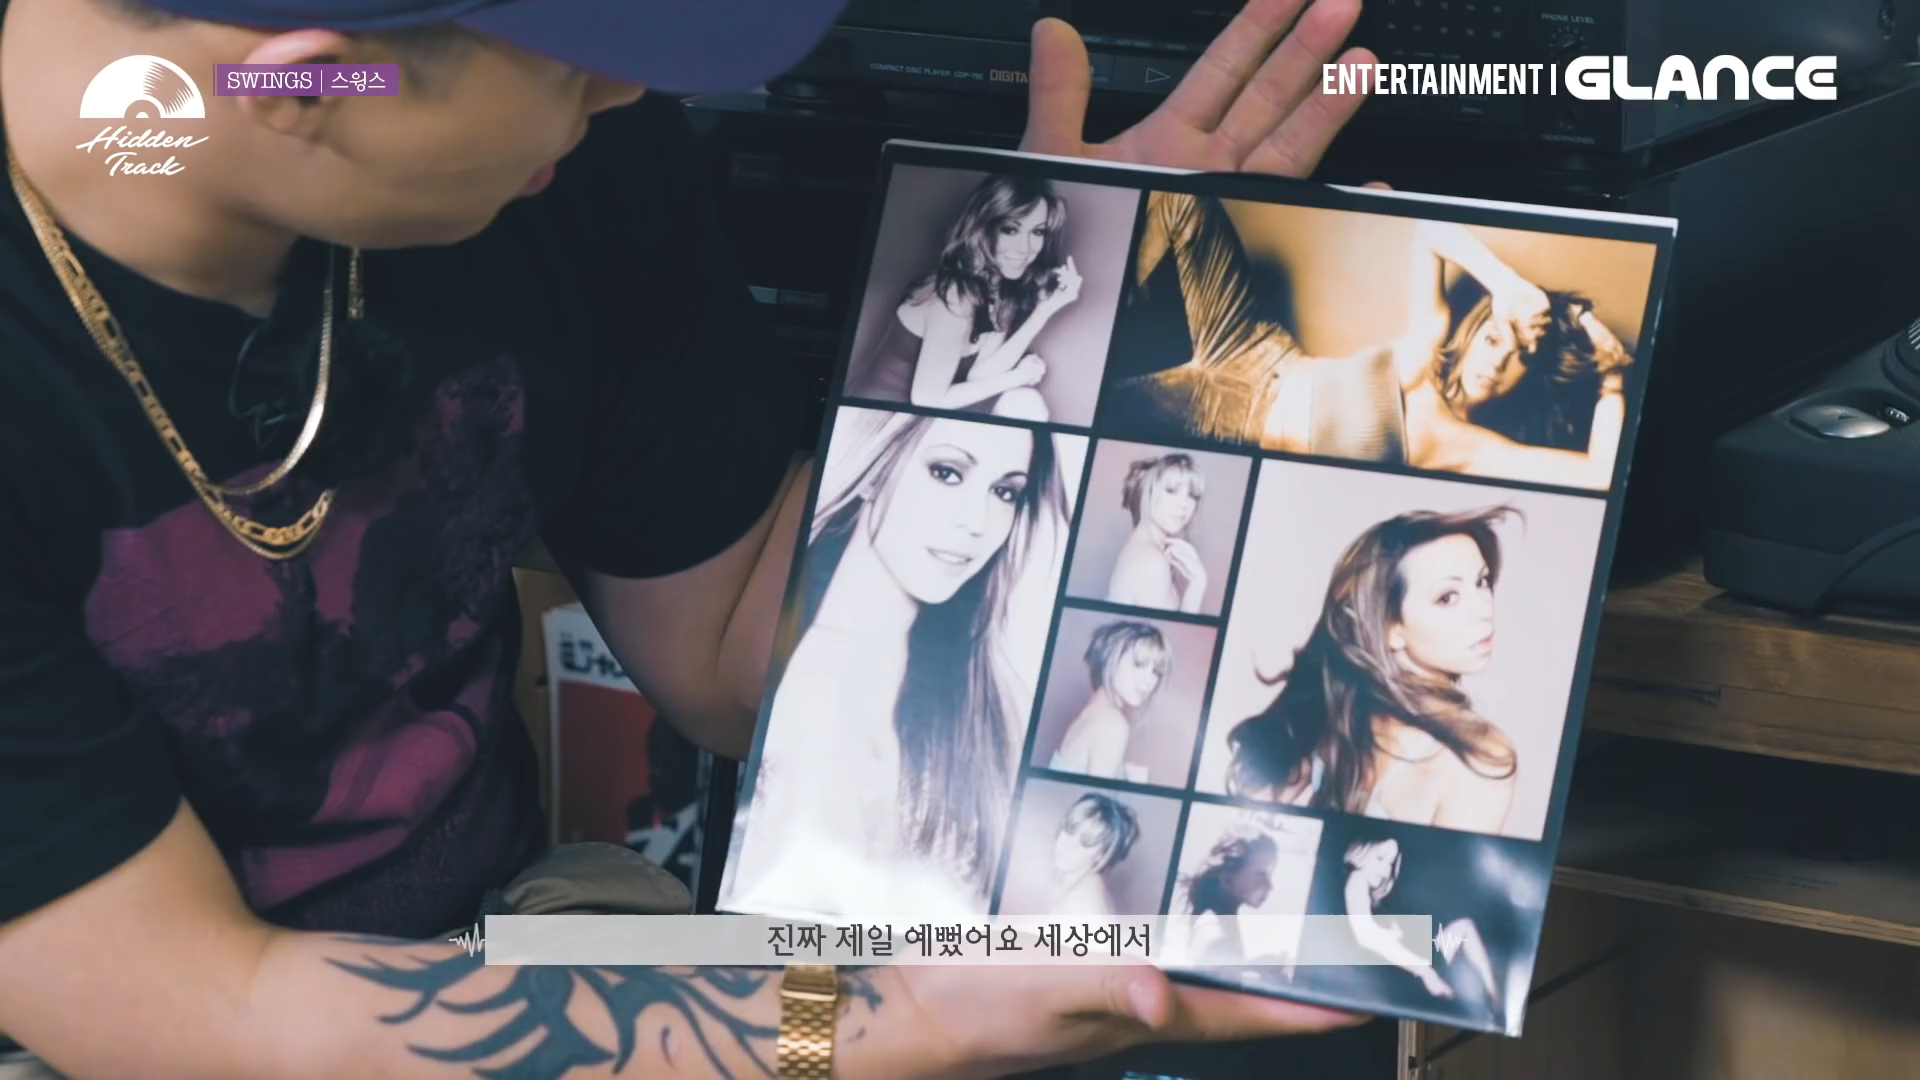 Hidden
Track
SWINGS | 스윙스
ENTERTAINMENT | GLANCE
COMPACT DISC PLAYER
DIGITA
PHONE LEVEL
HEADPHONES
진짜 제일 예뻤어요 세상에서